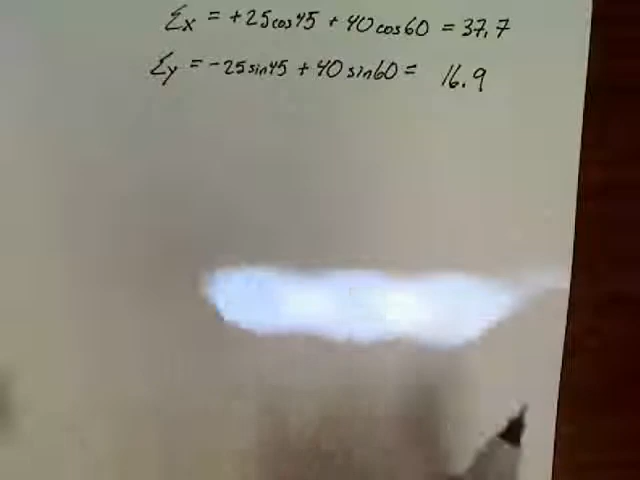 Σx = +25cos45 + 40cos60 = 37.7
Σy = -25sin45 + 40sin60 = 16.9